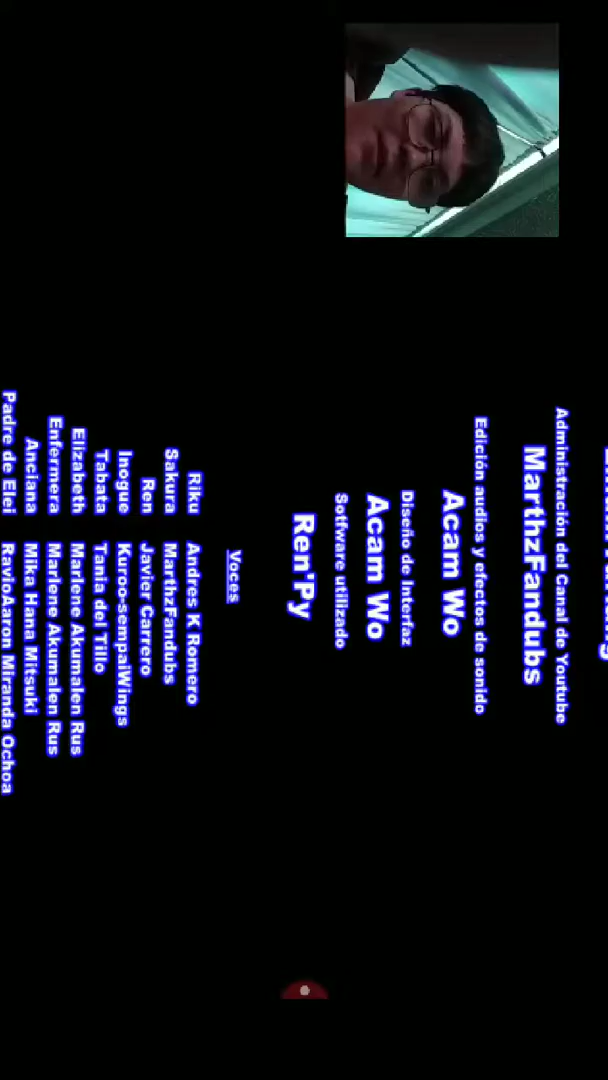 Administración del Canal de Youtube
MarthzFandubs
Edición audios y efectos de sonido
Acam Wo
Diseño de Interfaz
Acam Wo
Sotfware utilizado
Ren'Py
Voces
Riku Andres K Romero
Sakura MarthzFandubs
Ren Javier Carrero
Inogue Kuroo-sempaiWings
Tabata Tania del Tillo
Elizabeth Marlene Akumalen Rus
Enfermera Marlene Akumalen Rus
Anciana Mika Hana Mitsuki
Padre de Elei RavioAaron Miranda Ochoa